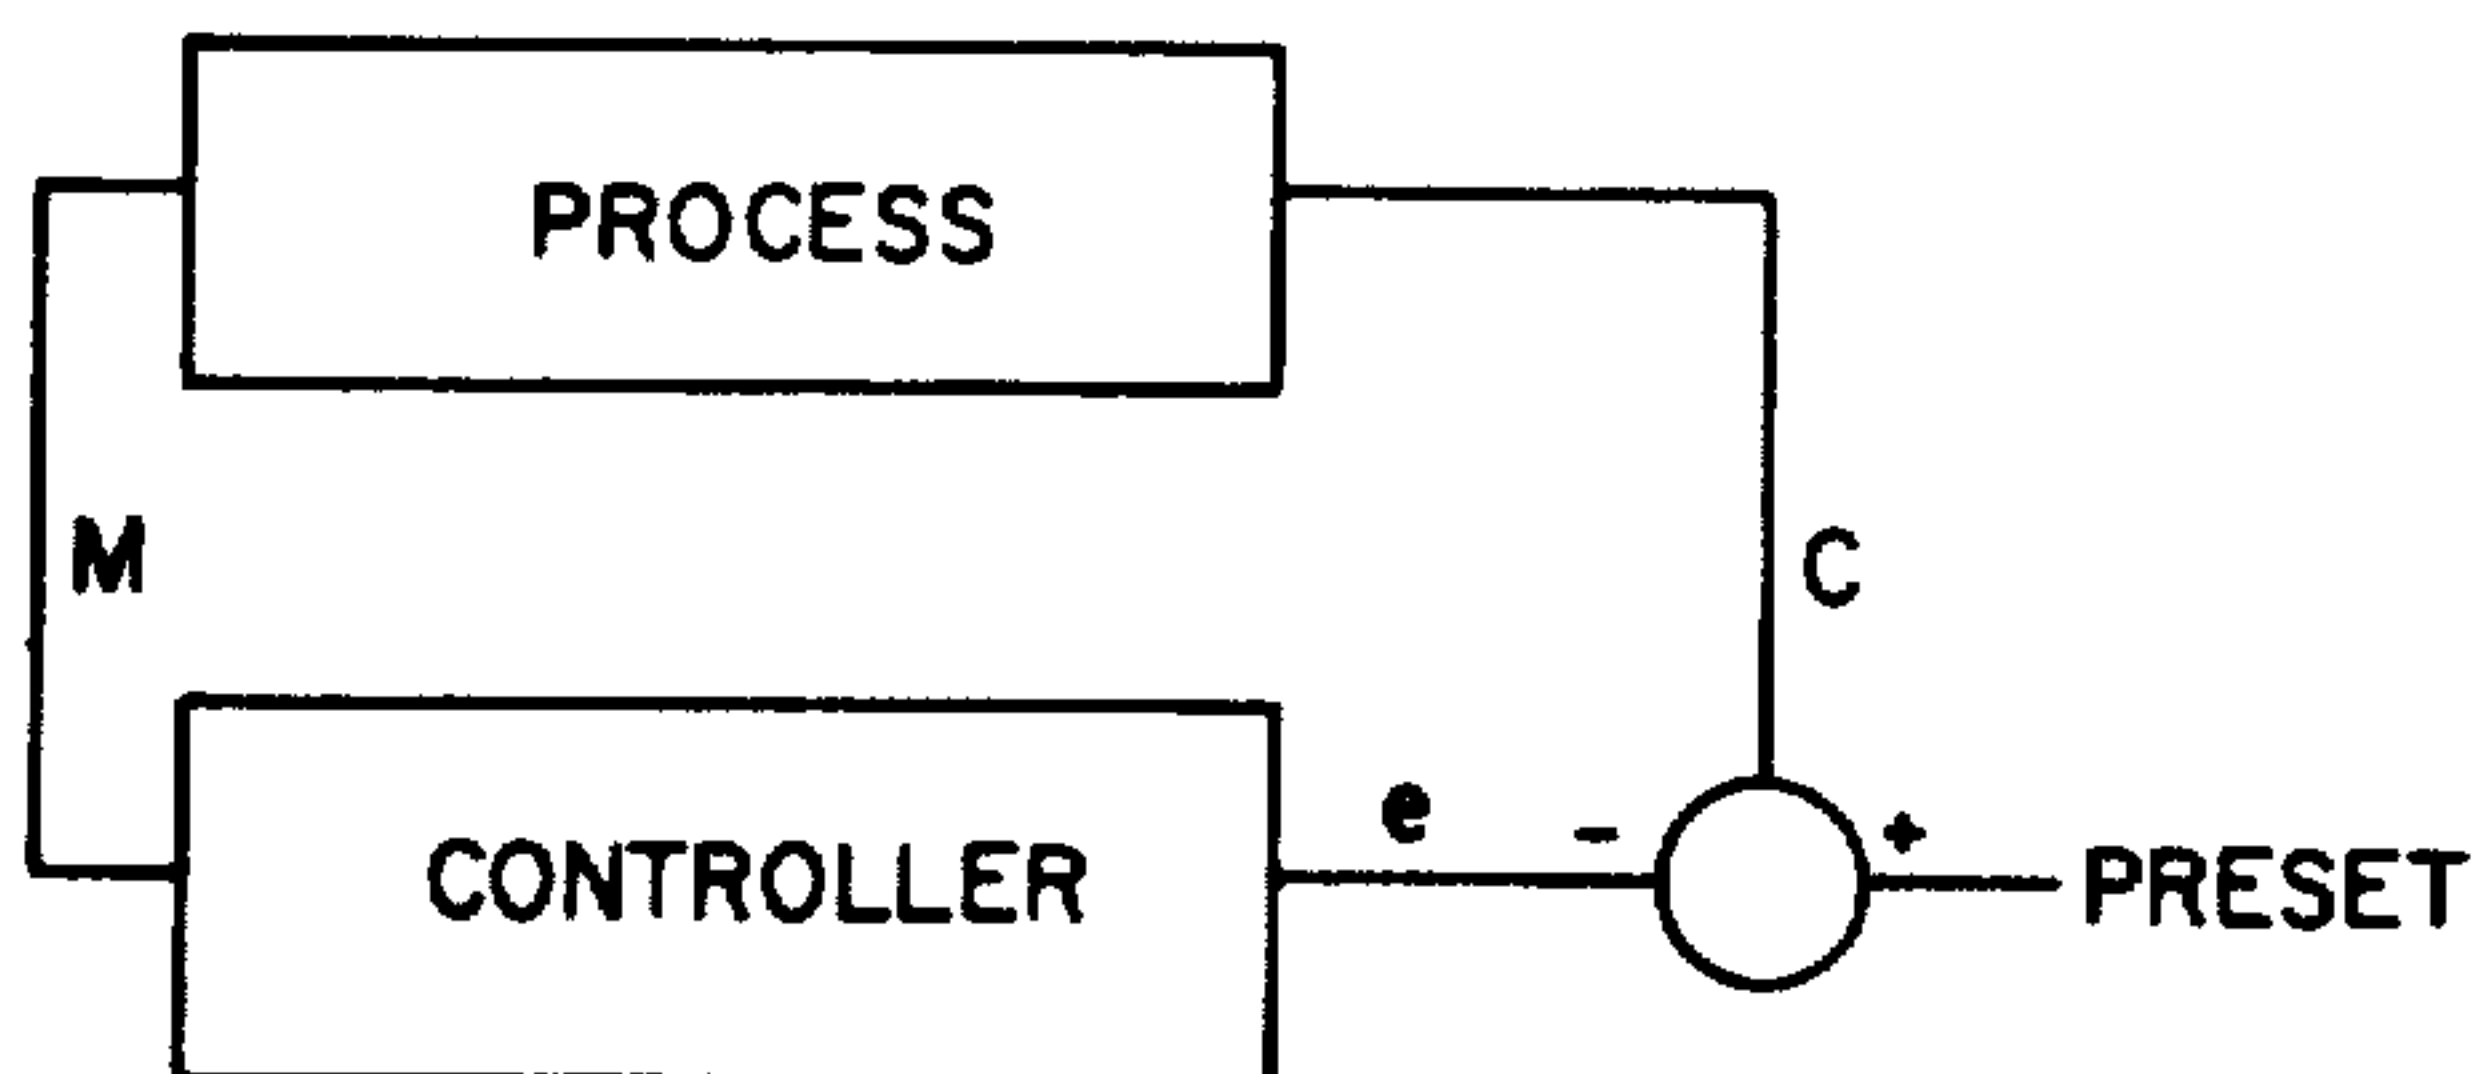 PROCESS
M
C
e - +
CONTROLLER
PRESET